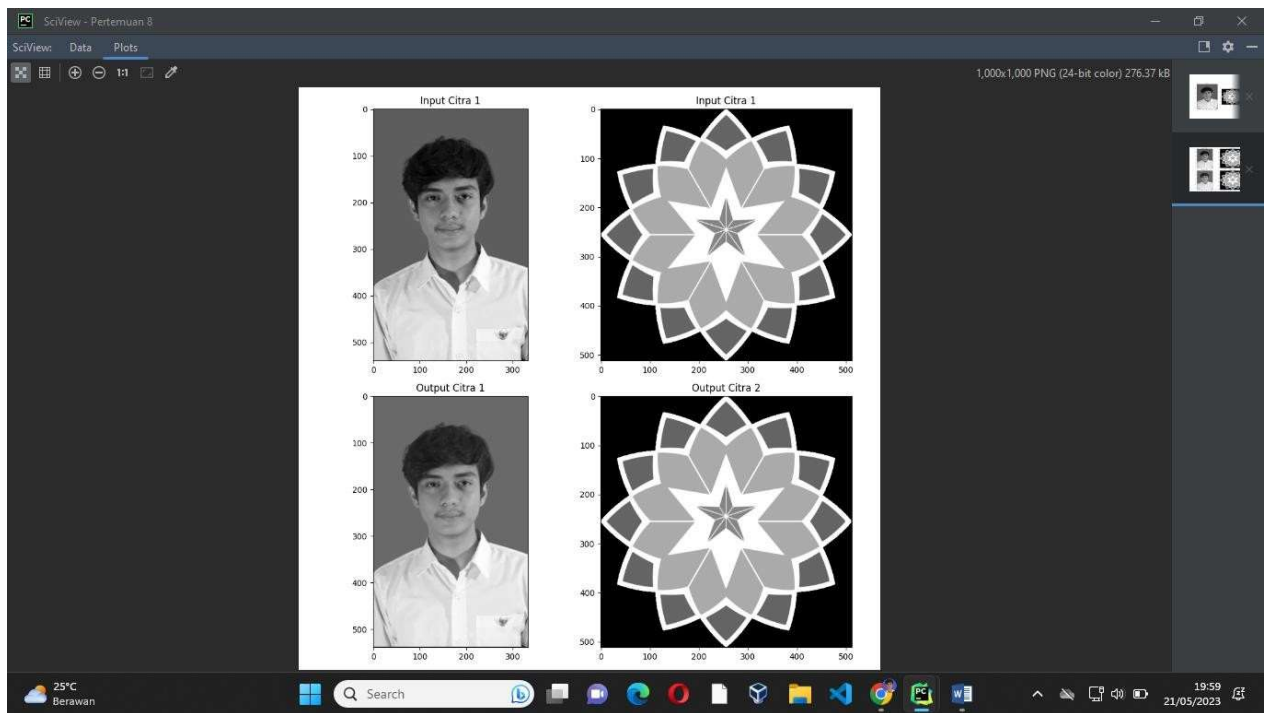 SciView - Pertemuan 8
SciView: Data Plots
1:1
1,000x1,000 PNG (24-bit color) 276.37 kB
Input Citra 1
0
100
200
300
400
500
0 100 200 300
Input Citra 1
0
100
200
300
400
500
0 100 200 300 400 500
Output Citra 1
0
100
200
300
400
500
0 100 200 300
Output Citra 2
0
100
200
300
400
500
0 100 200 300 400 500
25°C
Berawan
Search
19:59
21/05/2023